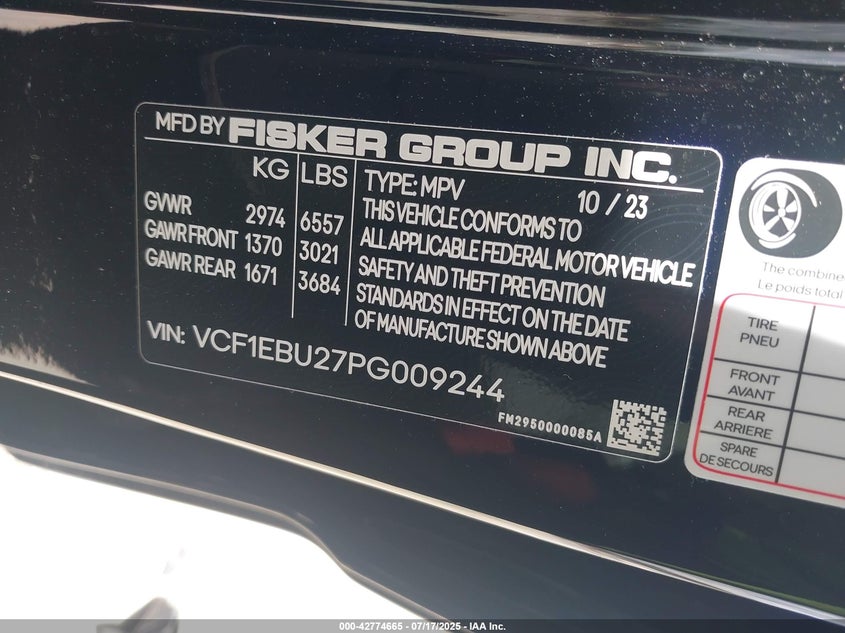 MFD BY FISKER GROUP INC.
KG LBS
GVWR 2974 6557
GAWR FRONT 1370 3021
GAWR REAR 1671 3684
TYPE: MPV 10 / 23
THIS VEHICLE CONFORMS TO
ALL APPLICABLE FEDERAL MOTOR VEHICLE
SAFETY AND THEFT PREVENTION
STANDARDS IN EFFECT ON THE DATE
OF MANUFACTURE SHOWN ABOVE
VIN: VCF1EBU27PG009244
FM2950000085A
The combine
Le poids total
TIRE
PNEU
FRONT
AVANT
REAR
ARRIERE
SPARE
DE SECOURS
000-42774665 - 07/17/2025 - IAA Inc.